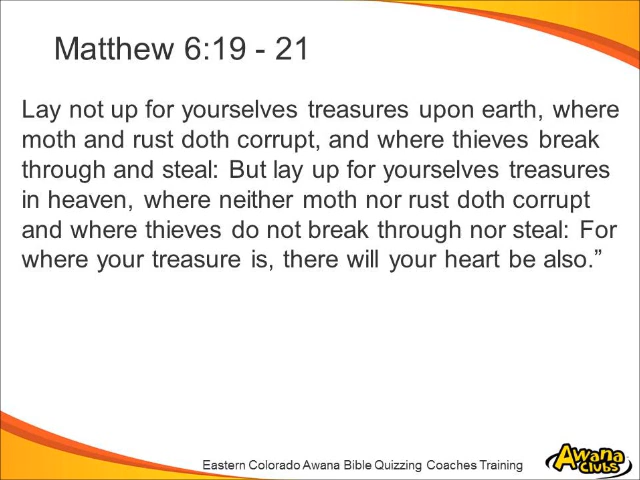 Matthew 6:19 - 21
Lay not up for yourselves treasures upon earth, where
moth and rust doth corrupt, and where thieves break
through and steal: But lay up for yourselves treasures
in heaven, where neither moth nor rust doth corrupt
and where thieves do not break through nor steal: For
where your treasure is, there will your heart be also.”
Eastern Colorado Awana Bible Quizzing Coaches Training
Awana
Clubs